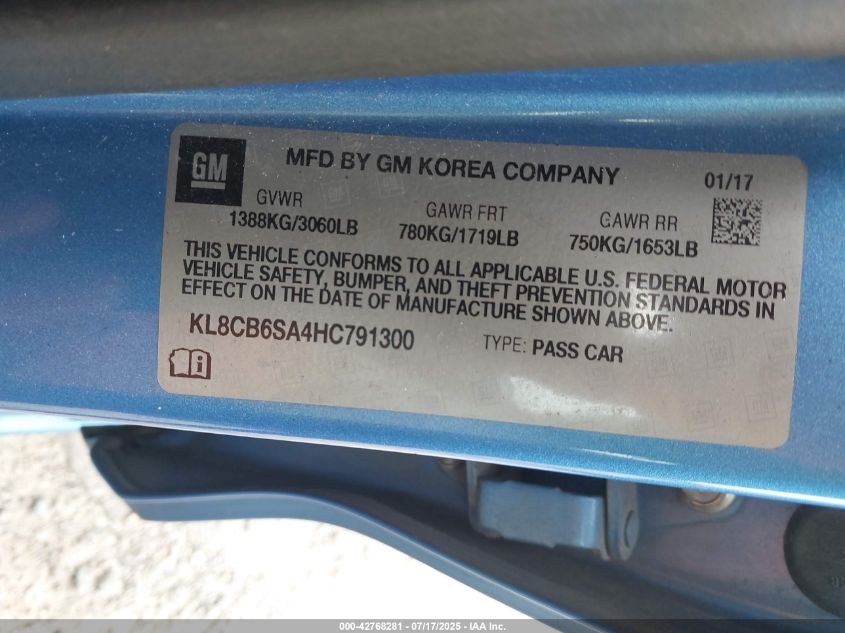 GM
MFD BY GM KOREA COMPANY
01/17
GVWR
1388KG/3060LB
GAWR FRT
780KG/1719LB
GAWR RR
750KG/1653LB
THIS VEHICLE CONFORMS TO ALL APPLICABLE U.S. FEDERAL MOTOR
VEHICLE SAFETY, BUMPER, AND THEFT PREVENTION STANDARDS IN
EFFECT ON THE DATE OF MANUFACTURE SHOWN ABOVE.
KL8CB6SA4HC791300
TYPE: PASS CAR
000-42768281 - 07/17/2025 - IAA Inc.